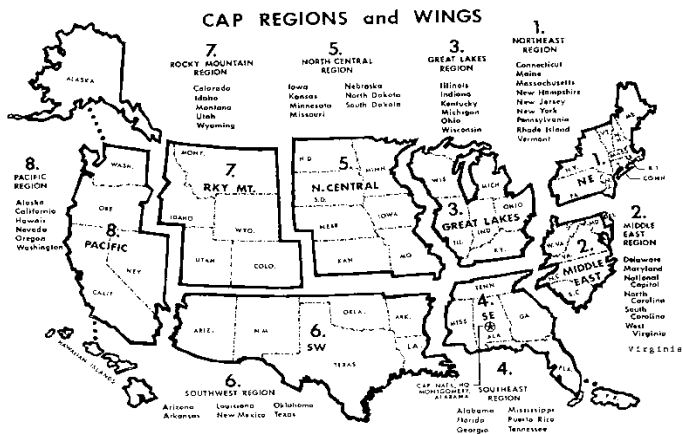 CAP REGIONS and WINGS
7.
ROCKY MOUNTAIN
REGION
Colorado
Idaho
Montana
Utah
Wyoming
5.
NORTH CENTRAL
REGION
Iowa
Kansas
Minnesota
Missouri
Nebraska
North Dakota
South Dakota
3.
GREAT LAKES
REGION
Illinois
Indiana
Kentucky
Michigan
Ohio
Wisconsin
1.
NORTHEAST
REGION
Connecticut
Maine
Massachusetts
New Hampshire
New Jersey
New York
Pennsylvania
Rhode Island
Vermont
8.
PACIFIC
REGION
Alaska
California
Hawaii
Nevada
Oregon
Washington
2.
MIDDLE
EAST
REGION
Delaware
Maryland
National
Capitol
North
Carolina
South
Carolina
West
Virginia
Virginia
ALASKA
WASH.
ORE
8.
PACIFIC
NEV
CALIF
HAWAIIAN ISLANDS
MONT.
7.
RKY MT.
IDAHO
WYO.
UTAH
COLO.
N.D.
5.
MINN
N.CENTRAL
S.D.
IOWA
NEBR
KAN
MO.
WIS
MICH
3.
OHIO
GREAT LAKES
ILL
IND
KY.
ME.
VT
1.
N.Y.
NE
PA.
R.I.
CONN
W.VA
VA.
2.
MIDDLE
EAST
N.C.
S.C.
ARIZ.
N.M.
OKLA.
ARK.
6.
SW
TEXAS
LA.
TENN.
4.
SE
MISS
ALA
GA.
FLA.
P.R.
CAP NAT'L HQ
MONTGOMERY,
ALABAMA
6.
SOUTHWEST REGION
Arizona
Arkansas
Louisiana
New Mexico
Oklahoma
Texas
4.
SOUTHEAST
REGION
Alabama
Florida
Georgia
Mississippi
Puerto Rico
Tennessee